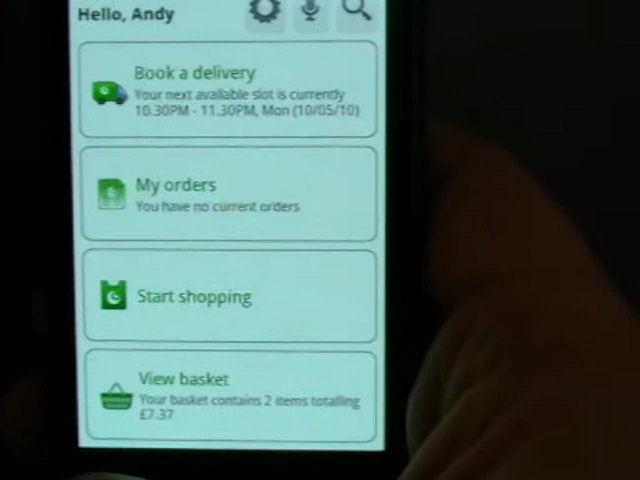 Hello, Andy
Book a delivery
Your next available slot is currently
10.30PM - 11.30PM, Mon (10/05/10)
My orders
You have no current orders
Start shopping
View basket
Your basket contains 2 items totalling
£7.37